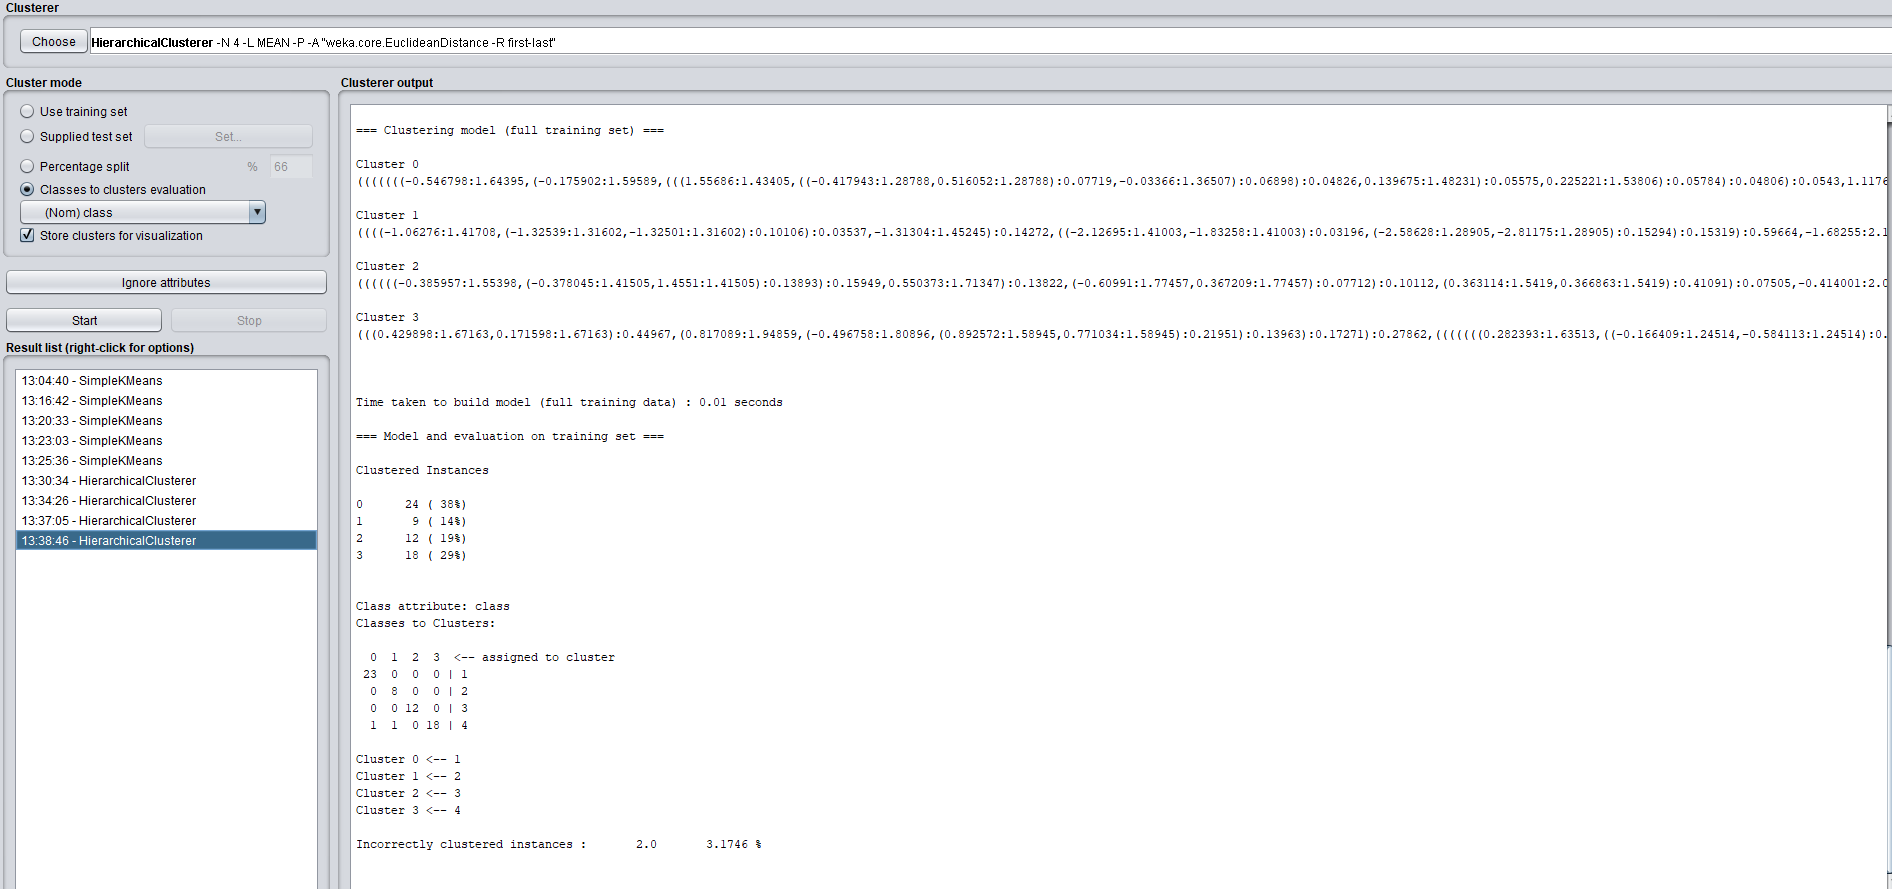 Clusterer
Choose HierarchicalClusterer -N 4 -L MEAN -P -A "weka.core.EuclideanDistance -R first-last"
Cluster mode
Use training set
Supplied test set Set...
Percentage split % 66
Classes to clusters evaluation
(Nom) class
Store clusters for visualization
Ignore attributes
Start Stop
Result list (right-click for options)
13:04:40 - SimpleKMeans
13:16:42 - SimpleKMeans
13:20:33 - SimpleKMeans
13:23:03 - SimpleKMeans
13:25:36 - SimpleKMeans
13:30:34 - HierarchicalClusterer
13:34:26 - HierarchicalClusterer
13:37:05 - HierarchicalClusterer
13:38:46 - HierarchicalClusterer
Clusterer output
=== Clustering model (full training set) ===
Cluster 0
(((((((-0.546798:1.64395,(-0.175902:1.59589,(((1.55686:1.43405,((-0.417943:1.28788,0.516052:1.28788):0.07719,-0.03366:1.36507):0.06898):0.04826,0.139675:1.48231):0.05575,0.225221:1.53806):0.05784):0.04806):0.0543,1.1176
Cluster 1
((((-1.06276:1.41708,(-1.32539:1.31602,-1.32501:1.31602):0.10106):0.03537,-1.31304:1.45245):0.14272,((-2.12695:1.41003,-1.83258:1.41003):0.03196,(-2.58628:1.28905,-2.81175:1.28905):0.15294):0.15319):0.59664,-1.68255:2.1
Cluster 2
((((((-0.385957:1.55398,(-0.378045:1.41505,1.4551:1.41505):0.13893):0.15949,0.550373:1.71347):0.13822,(-0.60991:1.77457,0.367209:1.77457):0.07712):0.10112,(0.363114:1.5419,0.366863:1.5419):0.41091):0.07505,-0.414001:2.0
Cluster 3
(((0.429898:1.67163,0.171598:1.67163):0.44967,(0.817089:1.94859,(-0.496758:1.80896,(0.892572:1.58945,0.771034:1.58945):0.21951):0.13963):0.17271):0.27862,(((((((0.282393:1.63513,((-0.166409:1.24514,-0.584113:1.24514):0.
Time taken to build model (full training data) : 0.01 seconds
=== Model and evaluation on training set ===
Clustered Instances
0 24 ( 38%)
1 9 ( 14%)
2 12 ( 19%)
3 18 ( 29%)
Class attribute: class
Classes to Clusters:
0 1 2 3 <-- assigned to cluster
23 0 0 0 | 1
0 8 0 0 | 2
0 0 12 0 | 3
1 1 0 18 | 4
Cluster 0 <-- 1
Cluster 1 <-- 2
Cluster 2 <-- 3
Cluster 3 <-- 4
Incorrectly clustered instances : 2.0 3.1746 %